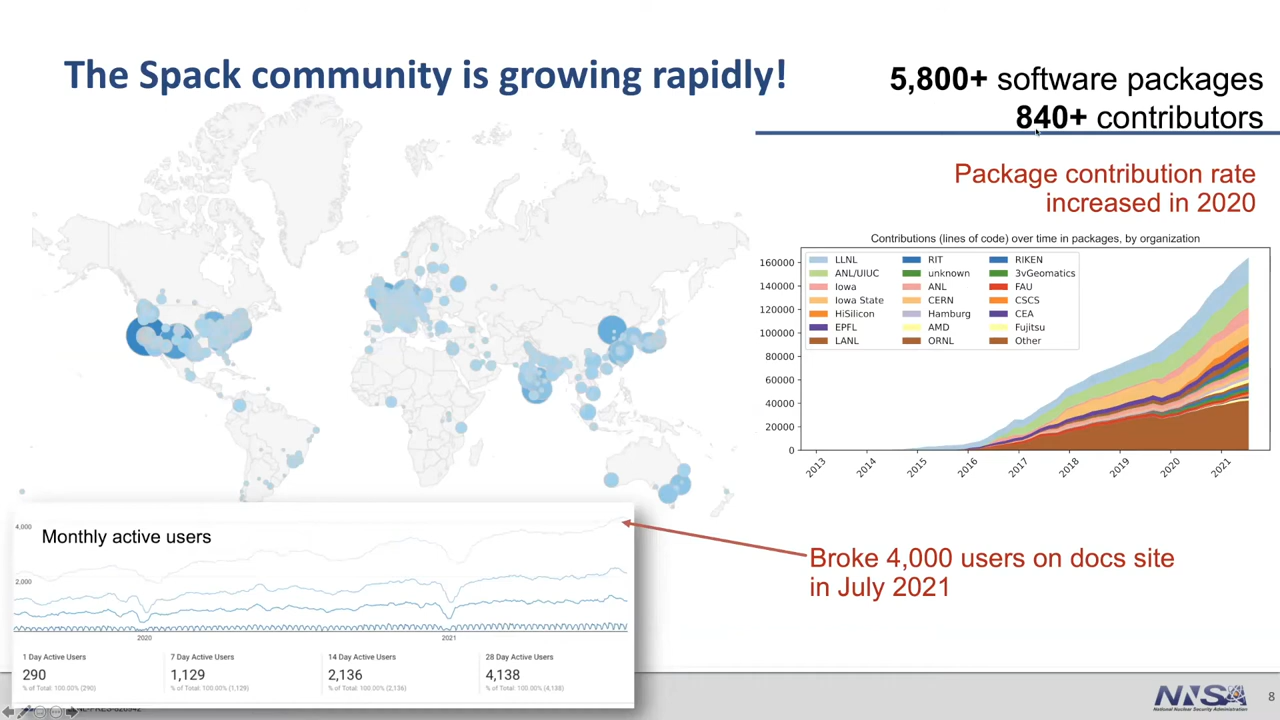 The Spack community is growing rapidly!
5,800+ software packages
840+ contributors
Package contribution rate
increased in 2020
Contributions (lines of code) over time in packages, by organization
LLNL
ANL/UIUC
Iowa
Iowa State
HiSilicon
EPFL
LANL
RIT
unknown
ANL
CERN
Hamburg
AMD
ORNL
RIKEN
3vGeomatics
FAU
CSCS
CEA
Fujitsu
Other
160000
140000
120000
100000
80000
60000
40000
20000
0
2013
2014
2015
2016
2017
2018
2019
2020
2021
Monthly active users
4,000
2,000
2020
2021
1 Day Active Users
290
% of Total: 100.00% (290)
7 Day Active Users
1,129
% of Total: 100.00% (1,129)
14 Day Active Users
2,136
% of Total: 100.00% (2,136)
28 Day Active Users
4,138
% of Total: 100.00% (4,138)
Broke 4,000 users on docs site
in July 2021
NNSA
National Nuclear Security Administration
8